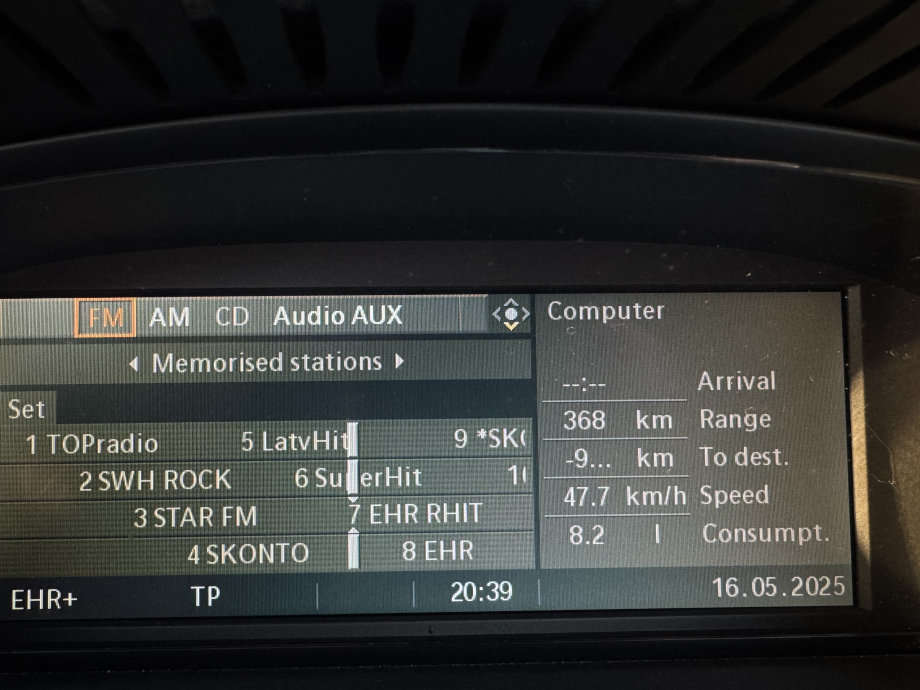 FM AM CD Audio AUX
Memorised stations
Set
1 TOPradio 5 LatvHit 9 *SK
2 SWH ROCK 6 SuperHit
3 STAR FM 7 EHR RHIT
4 SKONTO 8 EHR
EHR+ TP 20:39
Computer
--:-- Arrival
368 km Range
-9... km To dest.
47.7 km/h Speed
8.2 l Consumpt.
16.05.2025